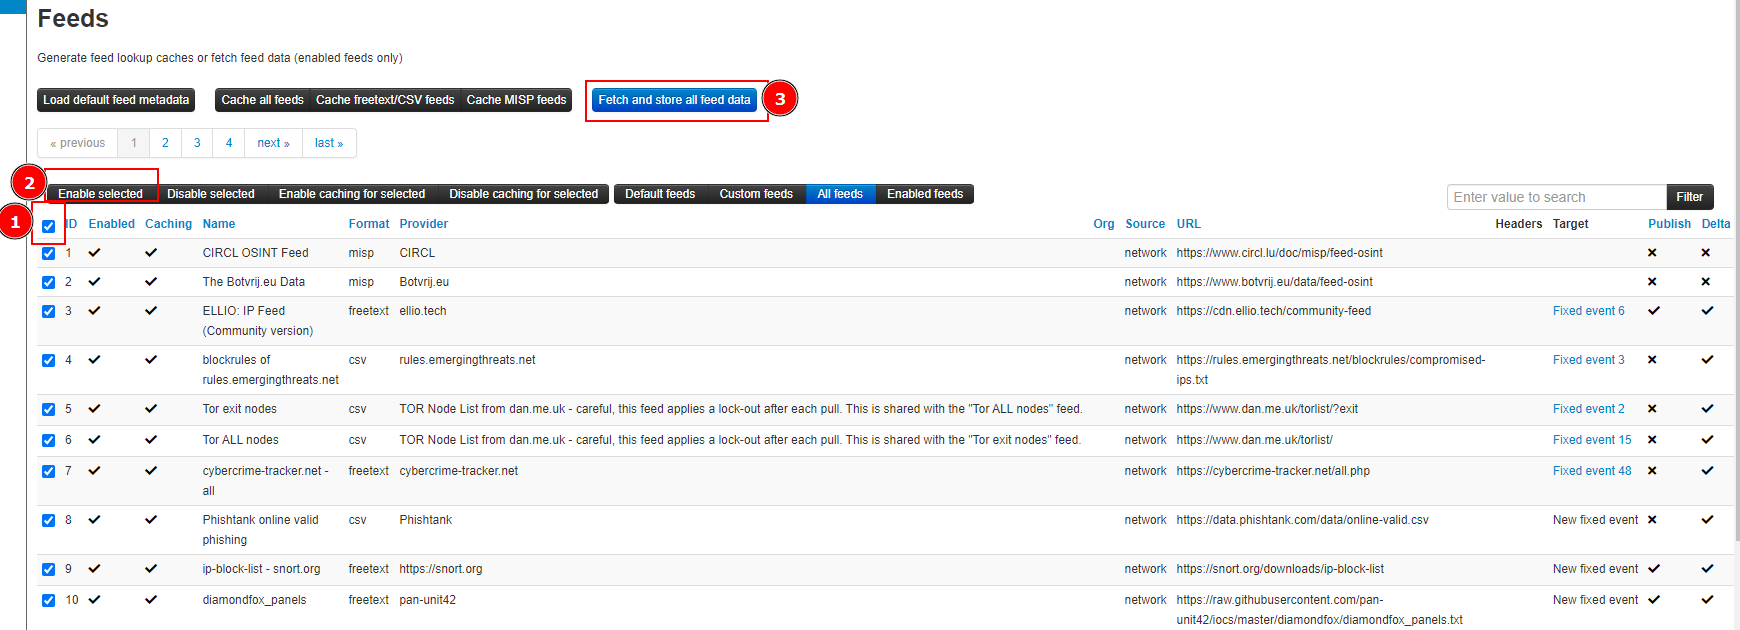 Feeds
Generate feed lookup caches or fetch feed data (enabled feeds only)
Load default feed metadata Cache all feeds Cache freetext/CSV feeds Cache MISP feeds Fetch and store all feed data 3
« previous 1 2 3 4 next » last »
2 Enable selected Disable selected Enable caching for selected Disable caching for selected Default feeds Custom feeds All feeds Enabled feeds Enter value to search Filter
1 ID Enabled Caching Name Format Provider Org Source URL Headers Target Publish Delta
1 ✔ ✔ CIRCL OSINT Feed misp CIRCL network https://www.circl.lu/doc/misp/feed-osint ✖ ✖
2 ✔ ✔ The Botvrij.eu Data misp Botvrij.eu network https://www.botvrij.eu/data/feed-osint ✖ ✖
3 ✔ ✔ ELLIO: IP Feed freetext ellio.tech network https://cdn.ellio.tech/community-feed Fixed event 6 ✔ ✔
(Community version)
4 ✔ ✔ blockrules of csv rules.emergingthreats.net network https://rules.emergingthreats.net/blockrules/compromised- Fixed event 3 ✖ ✔
rules.emergingthreats.net ips.txt
5 ✔ ✔ Tor exit nodes csv TOR Node List from dan.me.uk - careful, this feed applies a lock-out after each pull. This is shared with the "Tor ALL nodes" feed. network https://www.dan.me.uk/torlist/?exit Fixed event 2 ✖ ✔
6 ✔ ✔ Tor ALL nodes csv TOR Node List from dan.me.uk - careful, this feed applies a lock-out after each pull. This is shared with the "Tor exit nodes" feed. network https://www.dan.me.uk/torlist/ Fixed event 15 ✖ ✔
7 ✔ ✔ cybercrime-tracker.net - freetext cybercrime-tracker.net network https://cybercrime-tracker.net/all.php Fixed event 48 ✖ ✔
all
8 ✔ ✔ Phishtank online valid csv Phishtank network https://data.phishtank.com/data/online-valid.csv New fixed event ✖ ✔
phishing
9 ✔ ✔ ip-block-list - snort.org freetext https://snort.org network https://snort.org/downloads/ip-block-list New fixed event ✔ ✔
10 ✔ ✔ diamondfox_panels freetext pan-unit42 network https://raw.githubusercontent.com/pan- New fixed event ✔ ✔
unit42/iocs/master/diamondfox/diamondfox_panels.txt